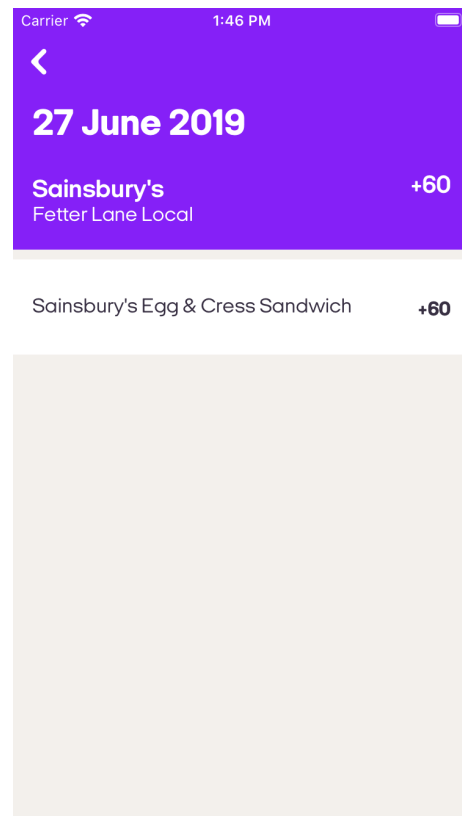 Carrier 1:46 PM
27 June 2019
Sainsbury's +60
Fetter Lane Local
Sainsbury's Egg & Cress Sandwich +60